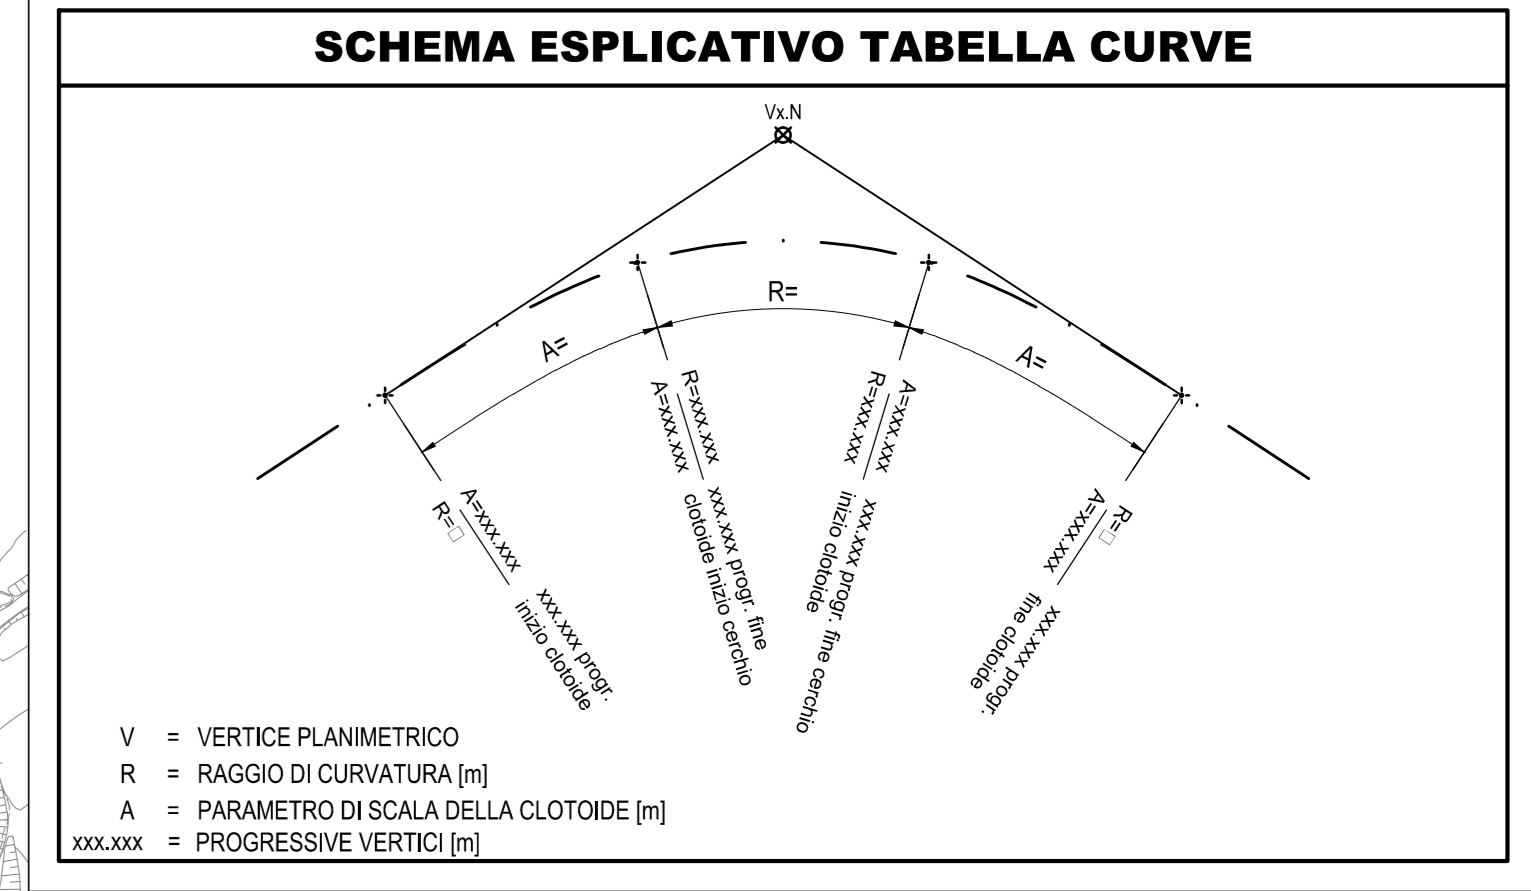 SCHEMA ESPLICATIVO TABELLA CURVE
Vx.N
R=
A=
A=
A=xxx.xxx
R=□
xxx.xxx progr.
inizio clotoide
R=xxx.xxx
A=xxx.xxx
xxx.xxx progr. fine
clotoide inizio cerchio
A=xxx.xxx
R=xxx.xxx
xxx.xxx progr. fine cerchio
inizio clotoide
R=□
A=xxx.xxx
xxx.xxx progr.
fine clotoide
V = VERTICE PLANIMETRICO
R = RAGGIO DI CURVATURA [m]
A = PARAMETRO DI SCALA DELLA CLOTOIDE [m]
xxx.xxx = PROGRESSIVE VERTICI [m]